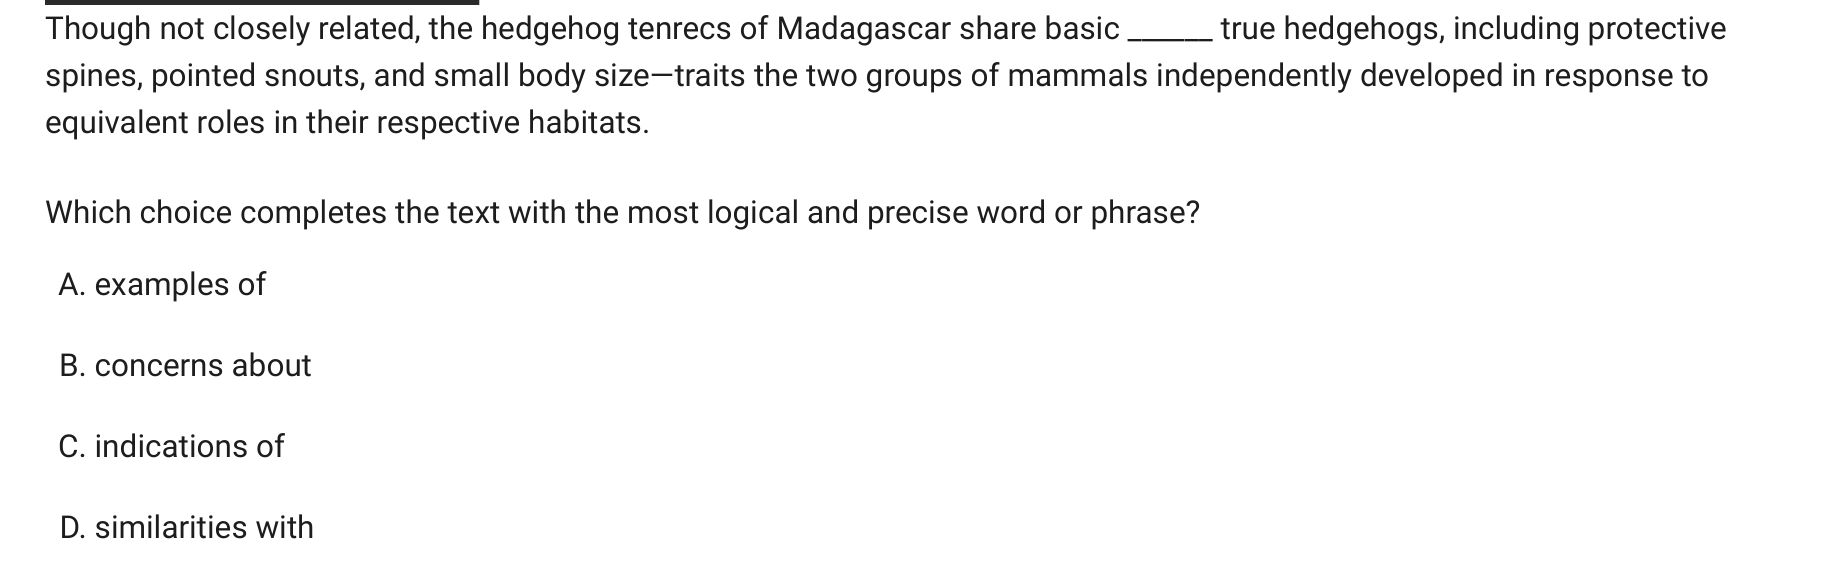 Though not closely related, the hedgehog tenrecs of Madagascar share basic ______ true hedgehogs, including protective
spines, pointed snouts, and small body size—traits the two groups of mammals independently developed in response to
equivalent roles in their respective habitats.
Which choice completes the text with the most logical and precise word or phrase?
A. examples of
B. concerns about
C. indications of
D. similarities with